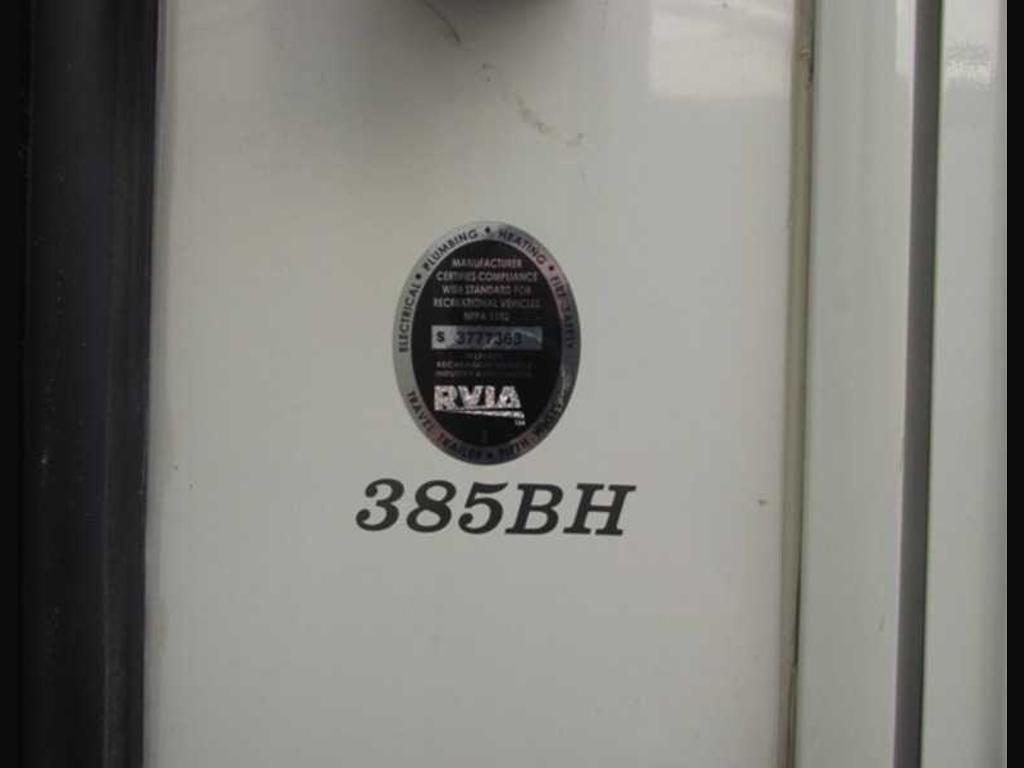 ELECTRICAL • PLUMBING • HEATING • FIRE SAFETY
MANUFACTURER
CERTIFIES COMPLIANCE
WITH STANDARD FOR
RECREATIONAL VEHICLES
NFPA 1192
S 3777363
RVIA
TRAVEL TRAILER • FIFTH WHEEL
385BH